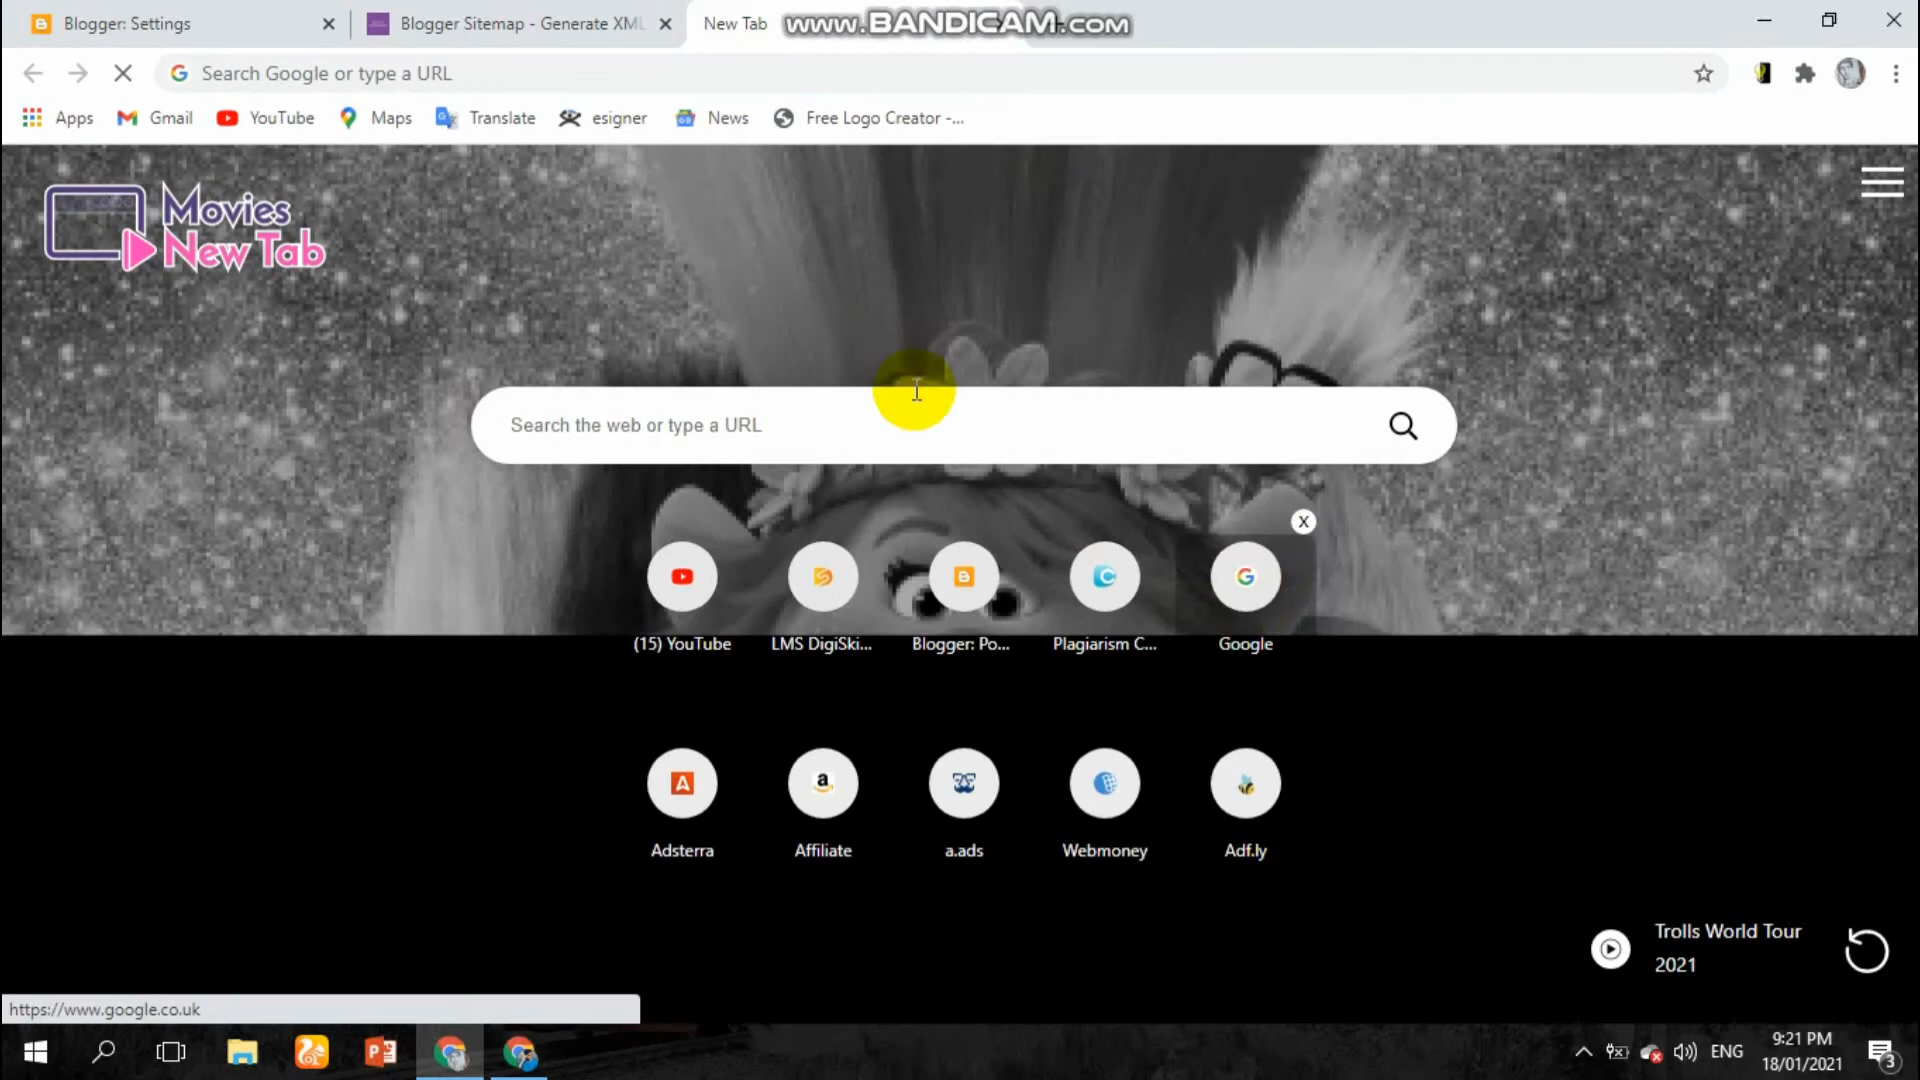 Blogger: Settings
Blogger Sitemap - Generate XML
New Tab
www.BANDICAM.com
Search Google or type a URL
Apps
Gmail
YouTube
Maps
Translate
esigner
News
Free Logo Creator -...
Movies
New Tab
Search the web or type a URL
X
(15) YouTube
LMS DigiSki...
Blogger: Po...
Plagiarism C...
Google
Adsterra
Affiliate
a.ads
Webmoney
Adf.ly
Trolls World Tour
2021
https://www.google.co.uk
ENG
9:21 PM
18/01/2021
3